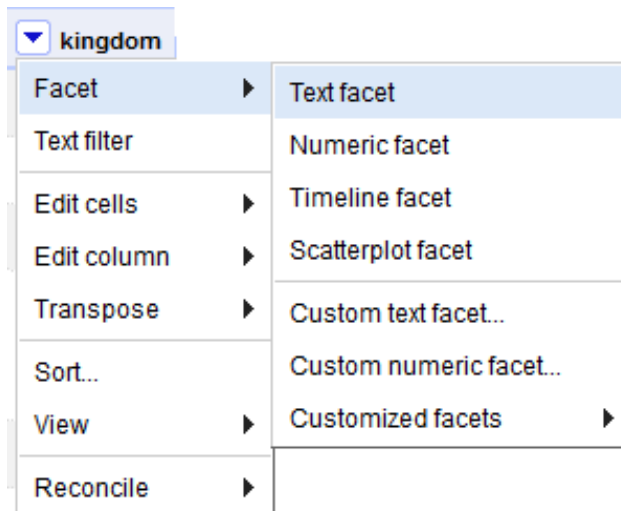 kingdom
Facet
Text filter
Edit cells
Edit column
Transpose
Sort...
View
Reconcile
Text facet
Numeric facet
Timeline facet
Scatterplot facet
Custom text facet...
Custom numeric facet...
Customized facets